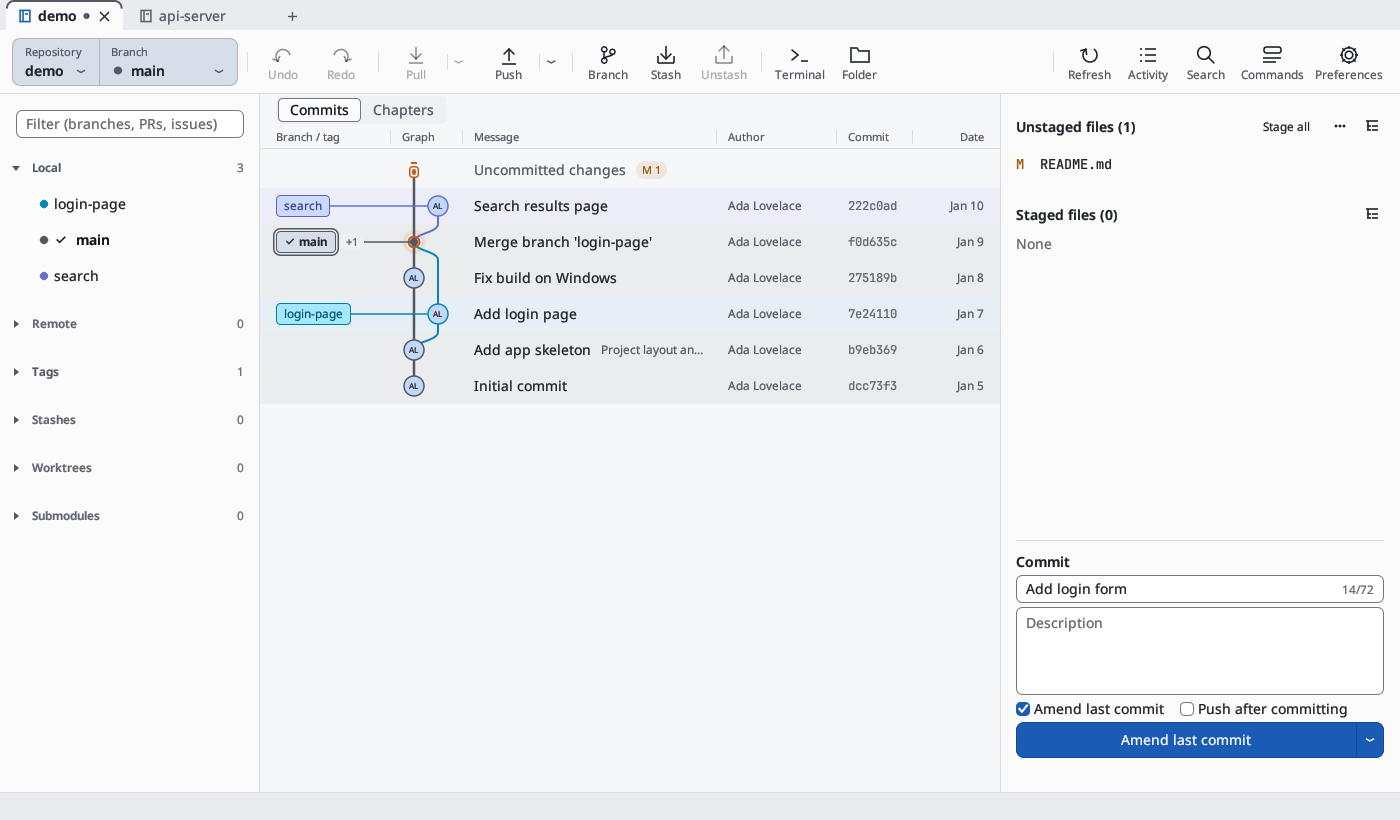 demo
api-server
Repository
demo
Branch
main
Undo
Redo
Pull
Push
Branch
Stash
Unstash
Terminal
Folder
Refresh
Activity
Search
Commands
Preferences
Filter (branches, PRs, issues)
Local 3
login-page
main
search
Remote 0
Tags 1
Stashes 0
Worktrees 0
Submodules 0
Commits
Chapters
Branch / tag Graph Message Author Commit Date
Uncommitted changes M 1
search AL Search results page Ada Lovelace 222c0ad Jan 10
main +1 Merge branch 'login-page' Ada Lovelace f0d635c Jan 9
AL Fix build on Windows Ada Lovelace 275189b Jan 8
login-page AL Add login page Ada Lovelace 7e24110 Jan 7
AL Add app skeleton Project layout an... Ada Lovelace b9eb369 Jan 6
AL Initial commit Ada Lovelace dcc73f3 Jan 5
Unstaged files (1) Stage all
M README.md
Staged files (0)
None
Commit
Add login form 14/72
Description
Amend last commit Push after committing
Amend last commit